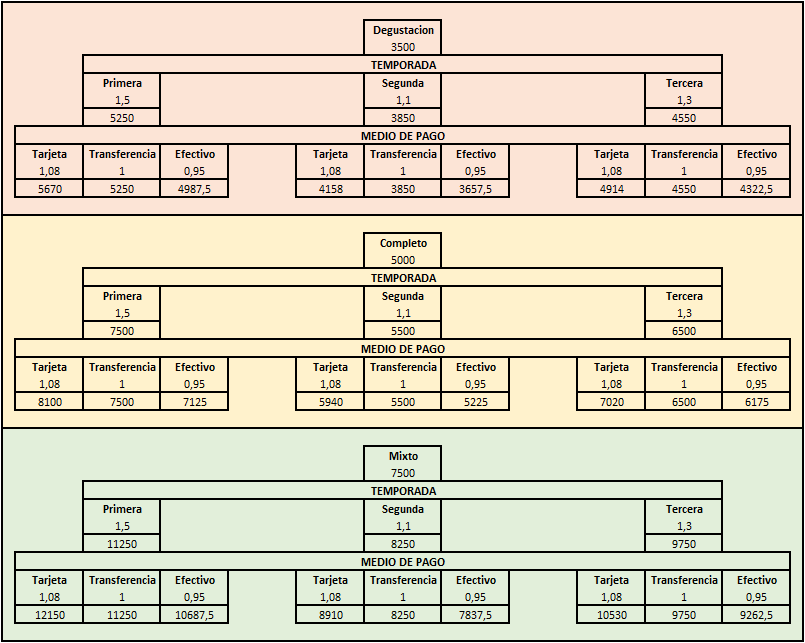 Degustacion
3500
TEMPORADA
Primera Segunda Tercera
1,5 1,1 1,3
5250 3850 4550
MEDIO DE PAGO
Tarjeta Transferencia Efectivo Tarjeta Transferencia Efectivo Tarjeta Transferencia Efectivo
1,08 1 0,95 1,08 1 0,95 1,08 1 0,95
5670 5250 4987,5 4158 3850 3657,5 4914 4550 4322,5
Completo
5000
TEMPORADA
Primera Segunda Tercera
1,5 1,1 1,3
7500 5500 6500
MEDIO DE PAGO
Tarjeta Transferencia Efectivo Tarjeta Transferencia Efectivo Tarjeta Transferencia Efectivo
1,08 1 0,95 1,08 1 0,95 1,08 1 0,95
8100 7500 7125 5940 5500 5225 7020 6500 6175
Mixto
7500
TEMPORADA
Primera Segunda Tercera
1,5 1,1 1,3
11250 8250 9750
MEDIO DE PAGO
Tarjeta Transferencia Efectivo Tarjeta Transferencia Efectivo Tarjeta Transferencia Efectivo
1,08 1 0,95 1,08 1 0,95 1,08 1 0,95
12150 11250 10687,5 8910 8250 7837,5 10530 9750 9262,5